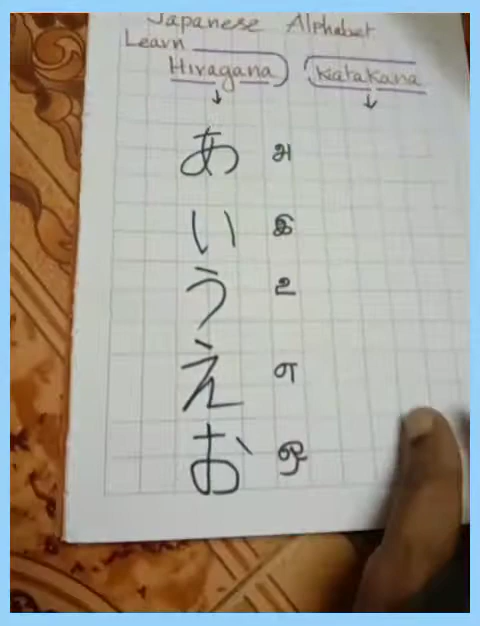 Japanese Alphabet
Learn
Hiragana Katakana
あ அ
い இ
う உ
え எ
お ஒ